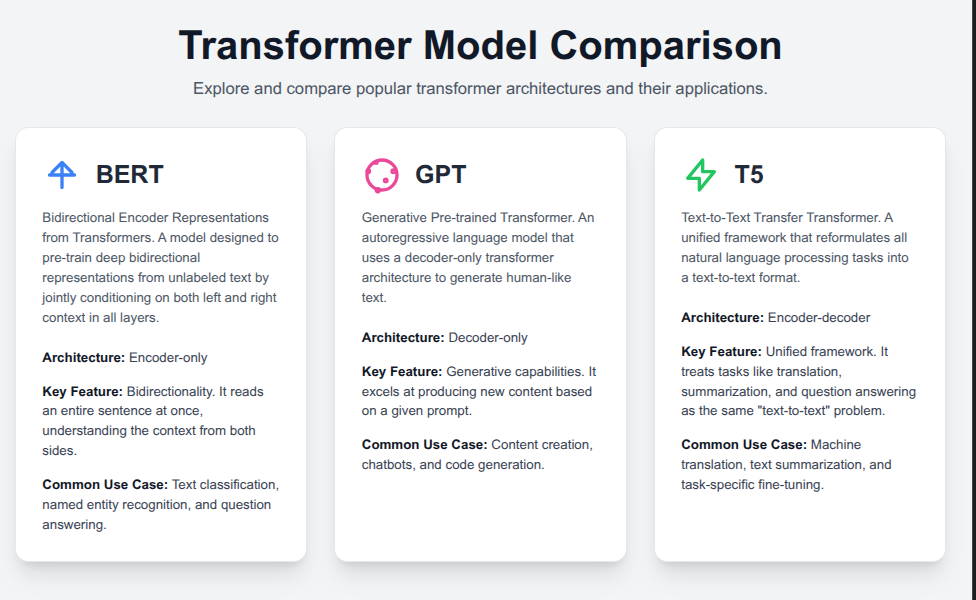 Transformer Model Comparison
Explore and compare popular transformer architectures and their applications.
BERT
Bidirectional Encoder Representations
from Transformers. A model designed to
pre-train deep bidirectional
representations from unlabeled text by
jointly conditioning on both left and right
context in all layers.
Architecture: Encoder-only
Key Feature: Bidirectionality. It reads
an entire sentence at once,
understanding the context from both
sides.
Common Use Case: Text classification,
named entity recognition, and question
answering.
GPT
Generative Pre-trained Transformer. An
autoregressive language model that
uses a decoder-only transformer
architecture to generate human-like
text.
Architecture: Decoder-only
Key Feature: Generative capabilities. It
excels at producing new content based
on a given prompt.
Common Use Case: Content creation,
chatbots, and code generation.
T5
Text-to-Text Transfer Transformer. A
unified framework that reformulates all
natural language processing tasks into
a text-to-text format.
Architecture: Encoder-decoder
Key Feature: Unified framework. It
treats tasks like translation,
summarization, and question answering
as the same "text-to-text" problem.
Common Use Case: Machine
translation, text summarization, and
task-specific fine-tuning.